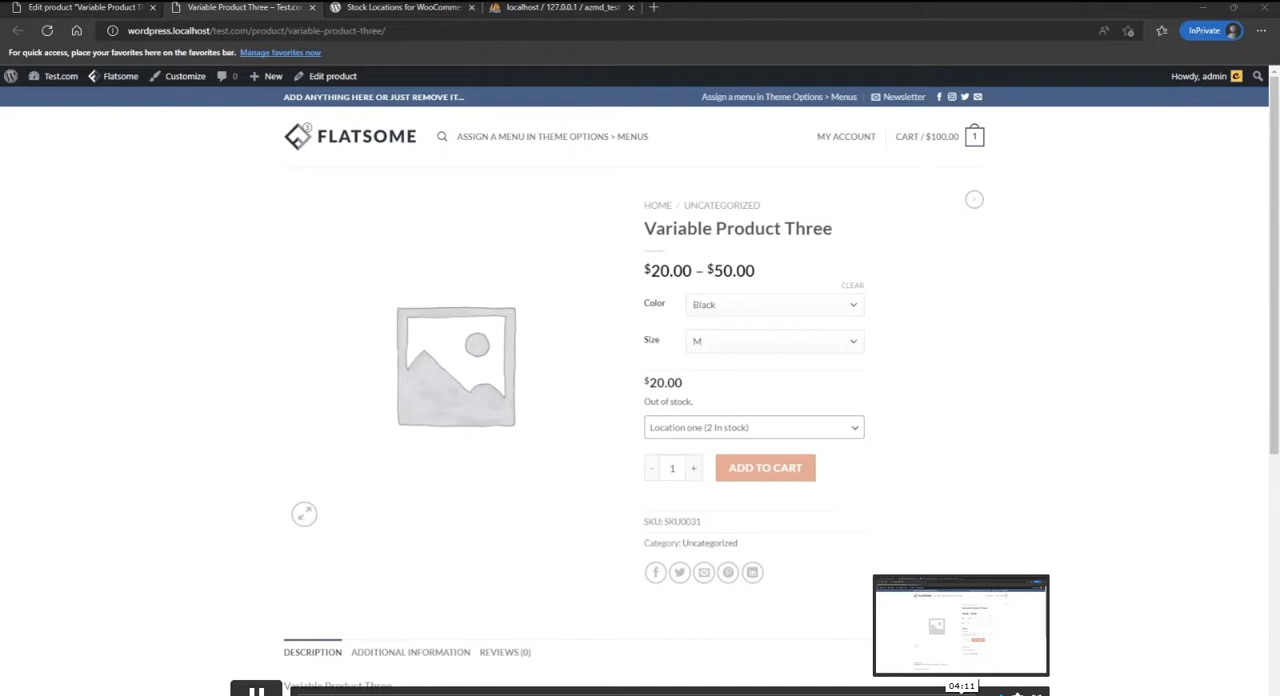 Edit product "Variable Product T
Variable Product Three – Test.co
Stock Locations for WooComme
localhost / 127.0.0.1 / azmd_tes
wordpress.localhost/test.com/product/variable-product-three/
InPrivate
For quick access, place your favorites here on the favorites bar. Manage favorites now
Test.com
Flatsome
Customize
0
New
Edit product
Howdy, admin
ADD ANYTHING HERE OR JUST REMOVE IT...
Assign a menu in Theme Options > Menus
Newsletter
FLATSOME
ASSIGN A MENU IN THEME OPTIONS > MENUS
MY ACCOUNT
CART / $100.00
1
HOME / UNCATEGORIZED
Variable Product Three
$20.00 – $50.00
CLEAR
Color
Black
Size
M
$20.00
Out of stock.
Location one (2 In stock)
- 1 +
ADD TO CART
SKU: SKU0031
Category: Uncategorized
DESCRIPTION
ADDITIONAL INFORMATION
REVIEWS (0)
Variable Product Three
04:11